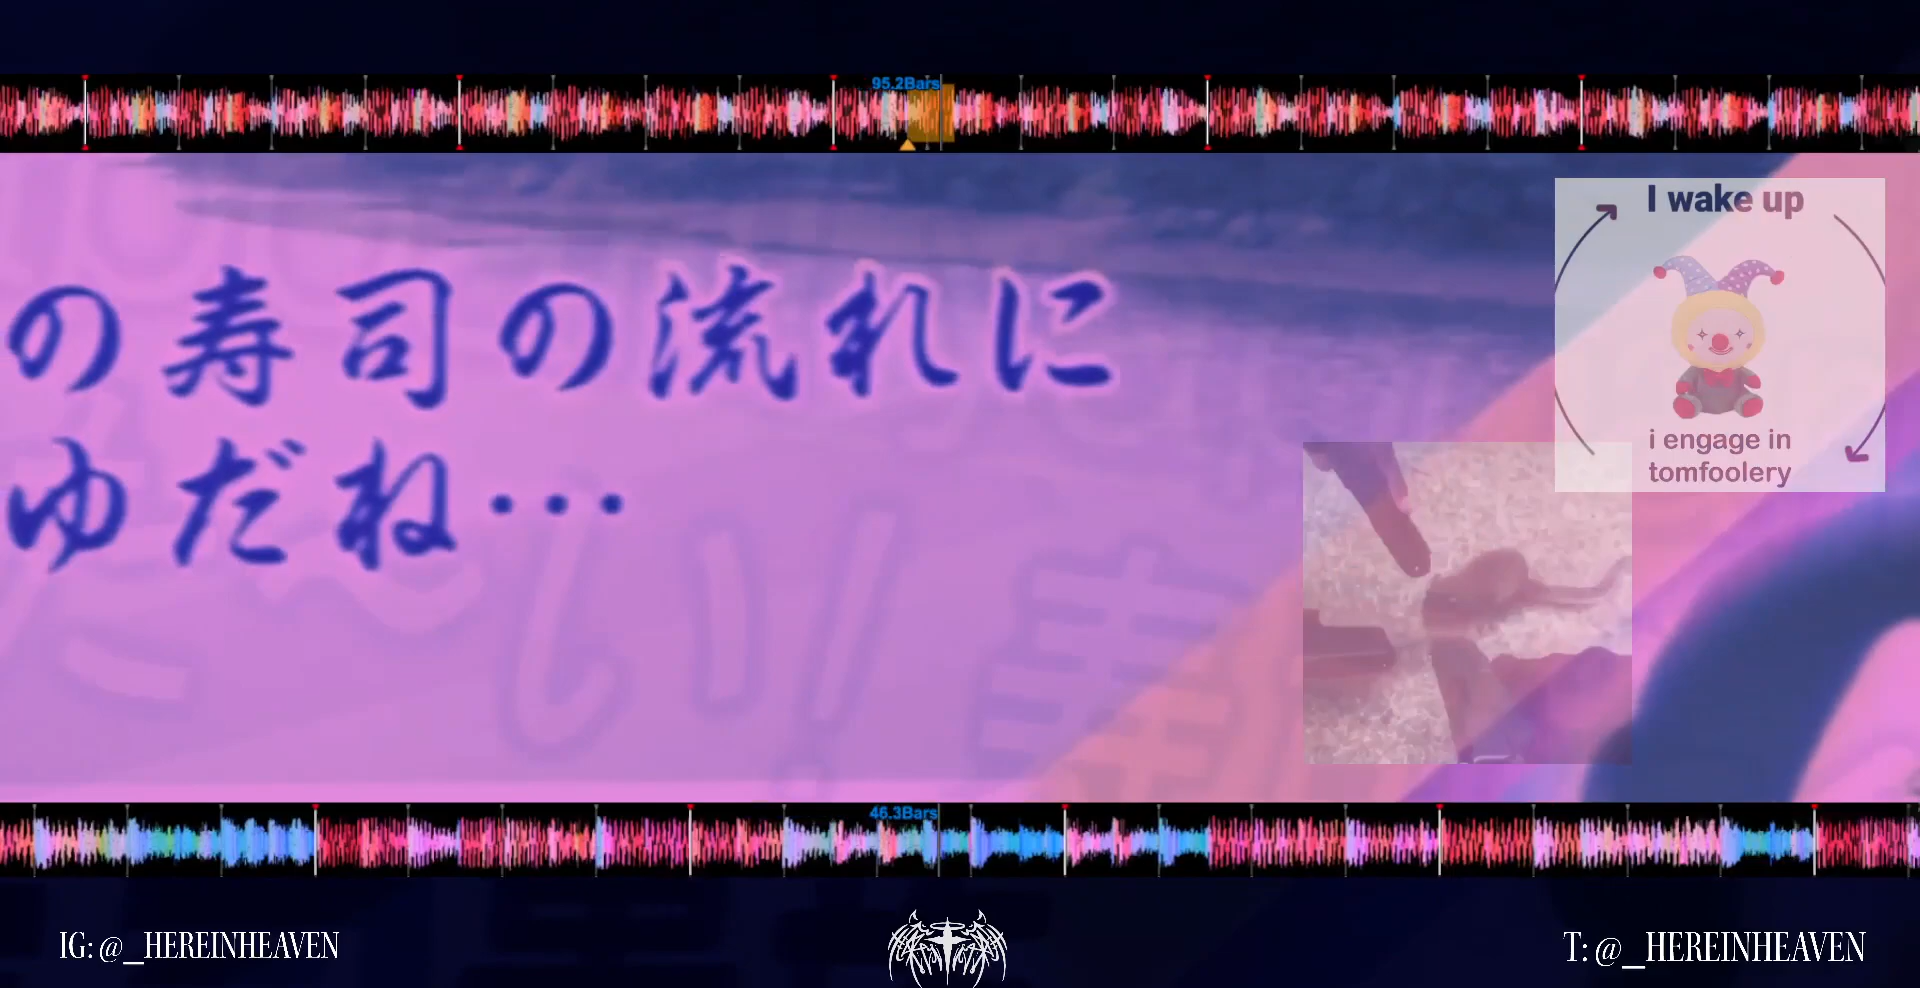 95.2Bars
の寿司の流れに
ゆだね・・・
I wake up
i engage in
tomfoolery
46.3Bars
IG: @_HEREINHEAVEN
T: @_HEREINHEAVEN